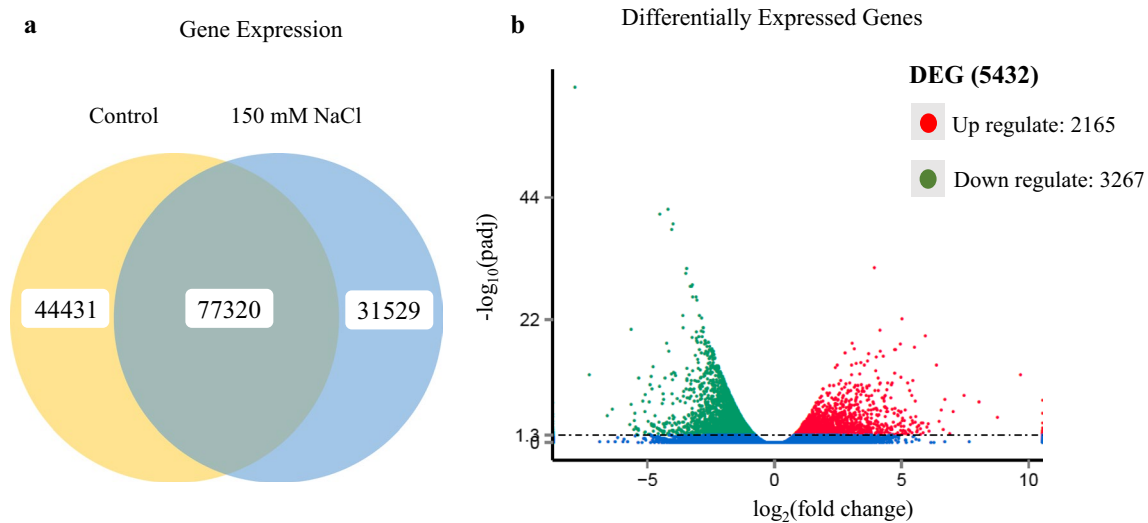 a
Gene Expression
Control
150 mM NaCl
44431
77320
31529
b
Differentially Expressed Genes
DEG (5432)
Up regulate: 2165
Down regulate: 3267
-log₁₀(padj)
44
22
1.3
0
−5
0
5
10
log₂(fold change)